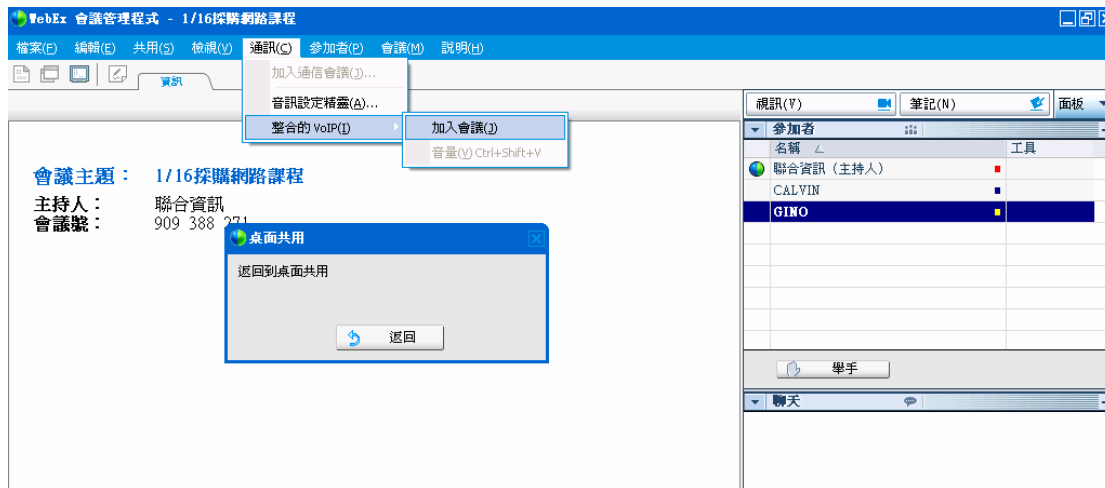 WebEx 會議管理程式 - 1/16採購網路課程
檔案(F) 編輯(E) 共用(S) 檢視(V) 通訊(C) 參加者(P) 會議(M) 說明(H)
資訊
加入通信會議(J)...
音訊設定精靈(A)...
整合的 VoIP(I)
加入會議(J)
音量(V) Ctrl+Shift+V
會議主題： 1/16採購網路課程
主持人： 聯合資訊
會議號： 909 388 271
桌面共用
返回到桌面共用
返回
視訊(V) 筆記(N) 面板
參加者
名稱 工具
聯合資訊 (主持人)
CALVIN
GINO
舉手
聊天